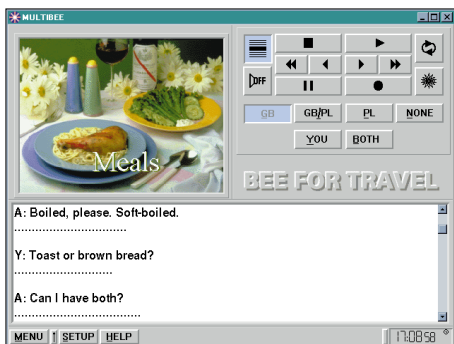 MULTIBEE
OFF
GB
GB/PL
PL
NONE
YOU
BOTH
Meals
BEE FOR TRAVEL
A: Boiled, please. Soft-boiled.
................................
Y: Toast or brown bread?
............................
A: Can I have both?
....................................
MENU
SETUP
HELP
17:08:58